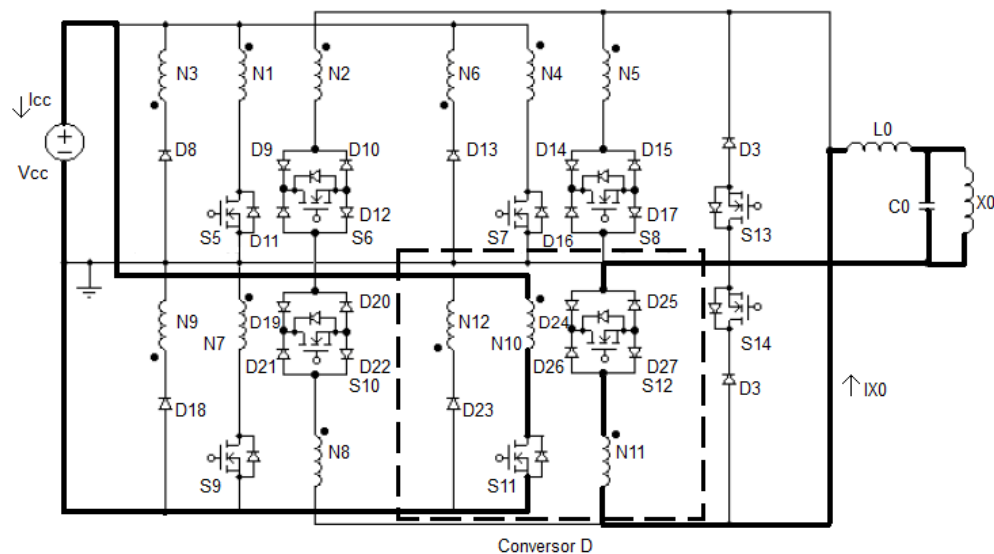 Icc
Vcc
N3
N1
N2
N6
N4
N5
D8
D9
D10
D13
D14
D15
D3
L0
C0
X0
S5
D11
D12
S6
S7
D16
D17
S8
S13
N9
N7
D19
D20
N12
D24
N10
D25
S14
D21
D22
S10
D26
D27
S12
D18
D23
D3
IX0
S9
N8
S11
N11
Conversor D